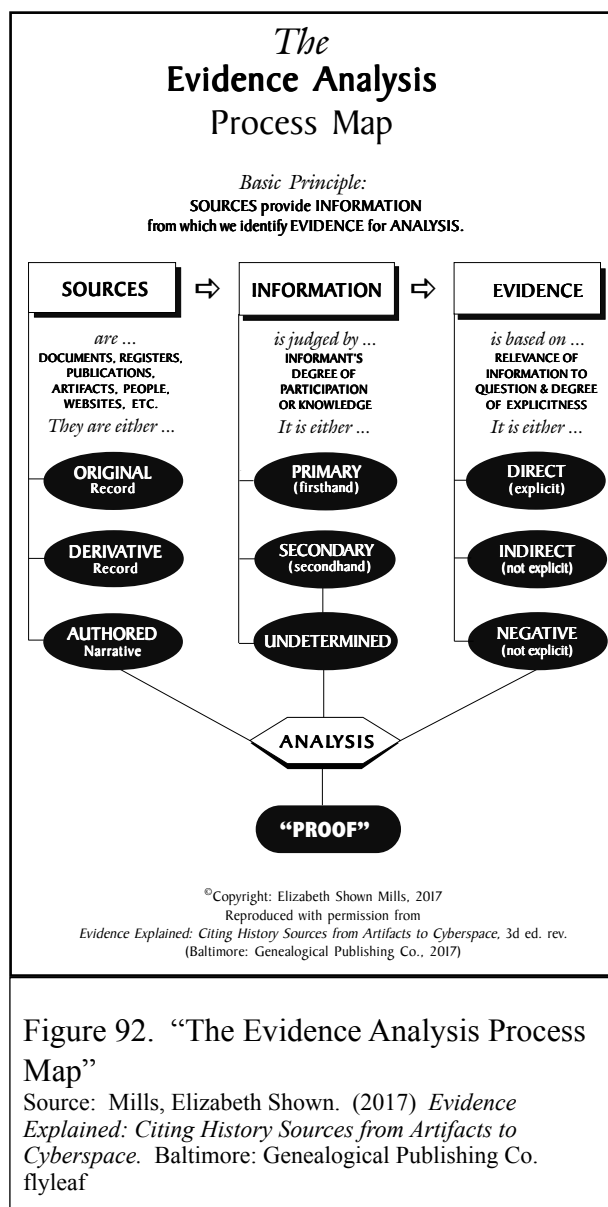 The
Evidence Analysis
Process Map
Basic Principle:
SOURCES provide INFORMATION
from which we identify EVIDENCE for ANALYSIS.
SOURCES ⇨ INFORMATION ⇨ EVIDENCE
are ...
DOCUMENTS, REGISTERS,
PUBLICATIONS,
ARTIFACTS, PEOPLE,
WEBSITES, ETC.
They are either ...
ORIGINAL
Record
DERIVATIVE
Record
AUTHORED
Narrative
is judged by ...
INFORMANT'S
DEGREE OF
PARTICIPATION
OR KNOWLEDGE
It is either ...
PRIMARY
(firsthand)
SECONDARY
(secondhand)
UNDETERMINED
is based on ...
RELEVANCE OF
INFORMATION TO
QUESTION & DEGREE
OF EXPLICITNESS
It is either ...
DIRECT
(explicit)
INDIRECT
(not explicit)
NEGATIVE
(not explicit)
ANALYSIS
“PROOF”
©Copyright: Elizabeth Shown Mills, 2017
Reproduced with permission from
Evidence Explained: Citing History Sources from Artifacts to Cyberspace, 3d ed. rev.
(Baltimore: Genealogical Publishing Co., 2017)
Figure 92. “The Evidence Analysis Process
Map”
Source: Mills, Elizabeth Shown. (2017) Evidence
Explained: Citing History Sources from Artifacts to
Cyberspace. Baltimore: Genealogical Publishing Co.
flyleaf